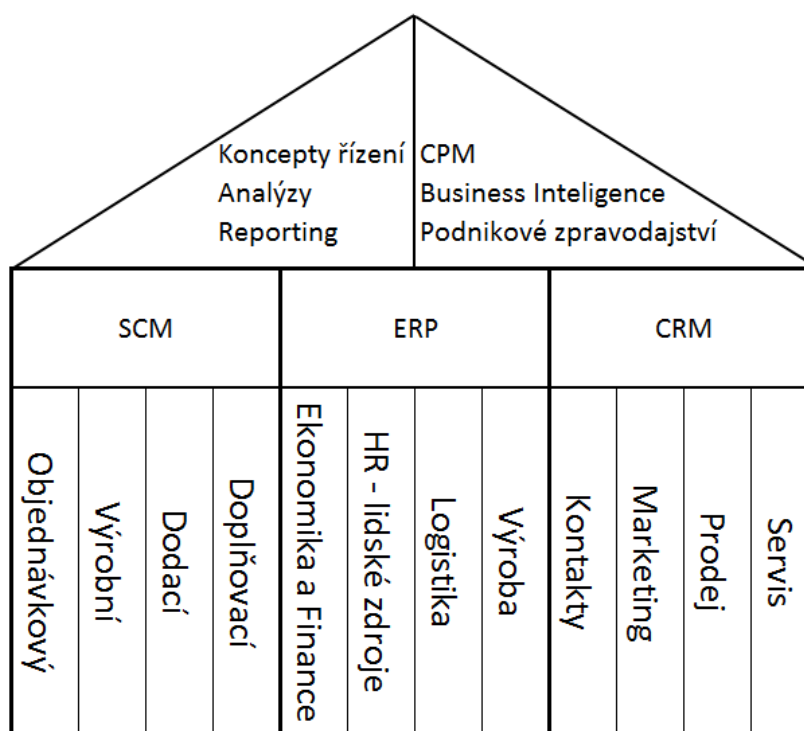 Koncepty řízení
Analýzy
Reporting
CPM
Business Inteligence
Podnikové zpravodajství
SCM
ERP
CRM
Objednávkový
Výrobní
Dodací
Doplňovací
Ekonomika a Finance
HR - lidské zdroje
Logistika
Výroba
Kontakty
Marketing
Prodej
Servis